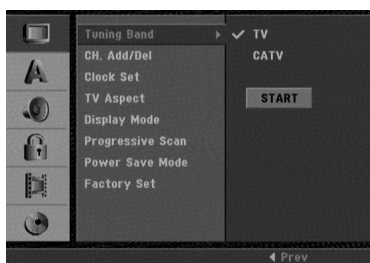 Tuning Band
TV
CH. Add/Del
CATV
Clock Set
TV Aspect
START
Display Mode
Progressive Scan
Power Save Mode
Factory Set
A
Prev